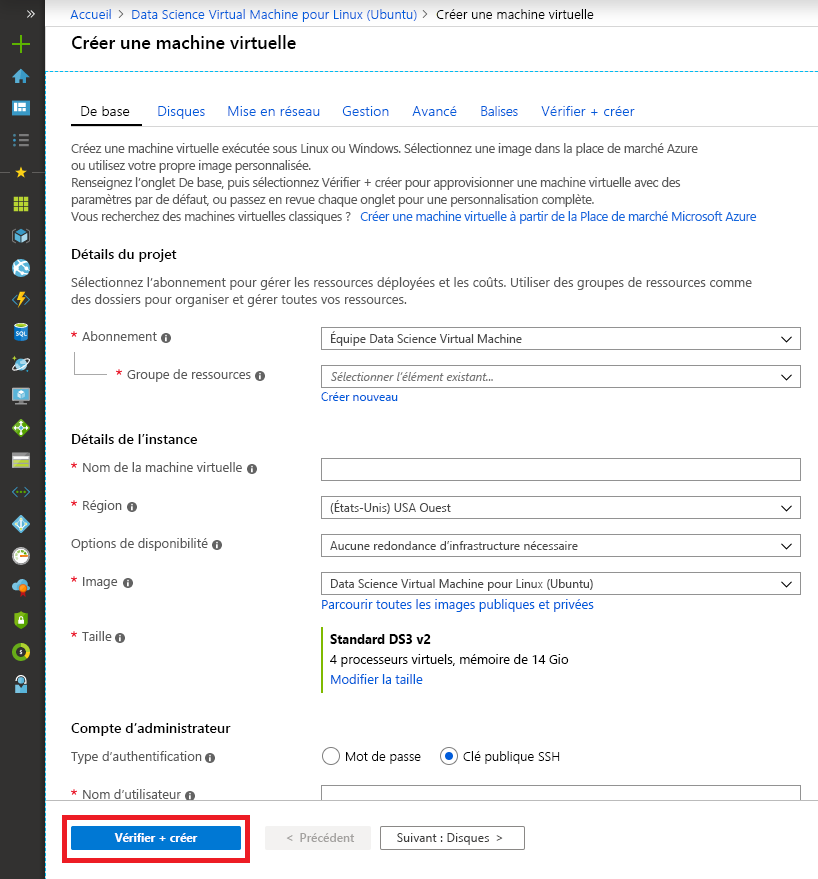 »
Accueil > Data Science Virtual Machine pour Linux (Ubuntu) > Créer une machine virtuelle
Créer une machine virtuelle
De base Disques Mise en réseau Gestion Avancé Balises Vérifier + créer
Créez une machine virtuelle exécutée sous Linux ou Windows. Sélectionnez une image dans la place de marché Azure
ou utilisez votre propre image personnalisée.
Renseignez l'onglet De base, puis sélectionnez Vérifier + créer pour approvisionner une machine virtuelle avec des
paramètres par de défaut, ou passez en revue chaque onglet pour une personnalisation complète.
Vous recherchez des machines virtuelles classiques ? Créer une machine virtuelle à partir de la Place de marché Microsoft Azure
Détails du projet
Sélectionnez l'abonnement pour gérer les ressources déployées et les coûts. Utiliser des groupes de ressources comme
des dossiers pour organiser et gérer toutes vos ressources.
* Abonnement Équipe Data Science Virtual Machine
* Groupe de ressources Sélectionner l'élément existant...
Créer nouveau
Détails de l'instance
* Nom de la machine virtuelle
* Région (États-Unis) USA Ouest
Options de disponibilité Aucune redondance d'infrastructure nécessaire
* Image Data Science Virtual Machine pour Linux (Ubuntu)
Parcourir toutes les images publiques et privées
* Taille Standard DS3 v2
4 processeurs virtuels, mémoire de 14 Gio
Modifier la taille
Compte d'administrateur
Type d'authentification Mot de passe Clé publique SSH
* Nom d'utilisateur
Vérifier + créer < Précédent Suivant : Disques >